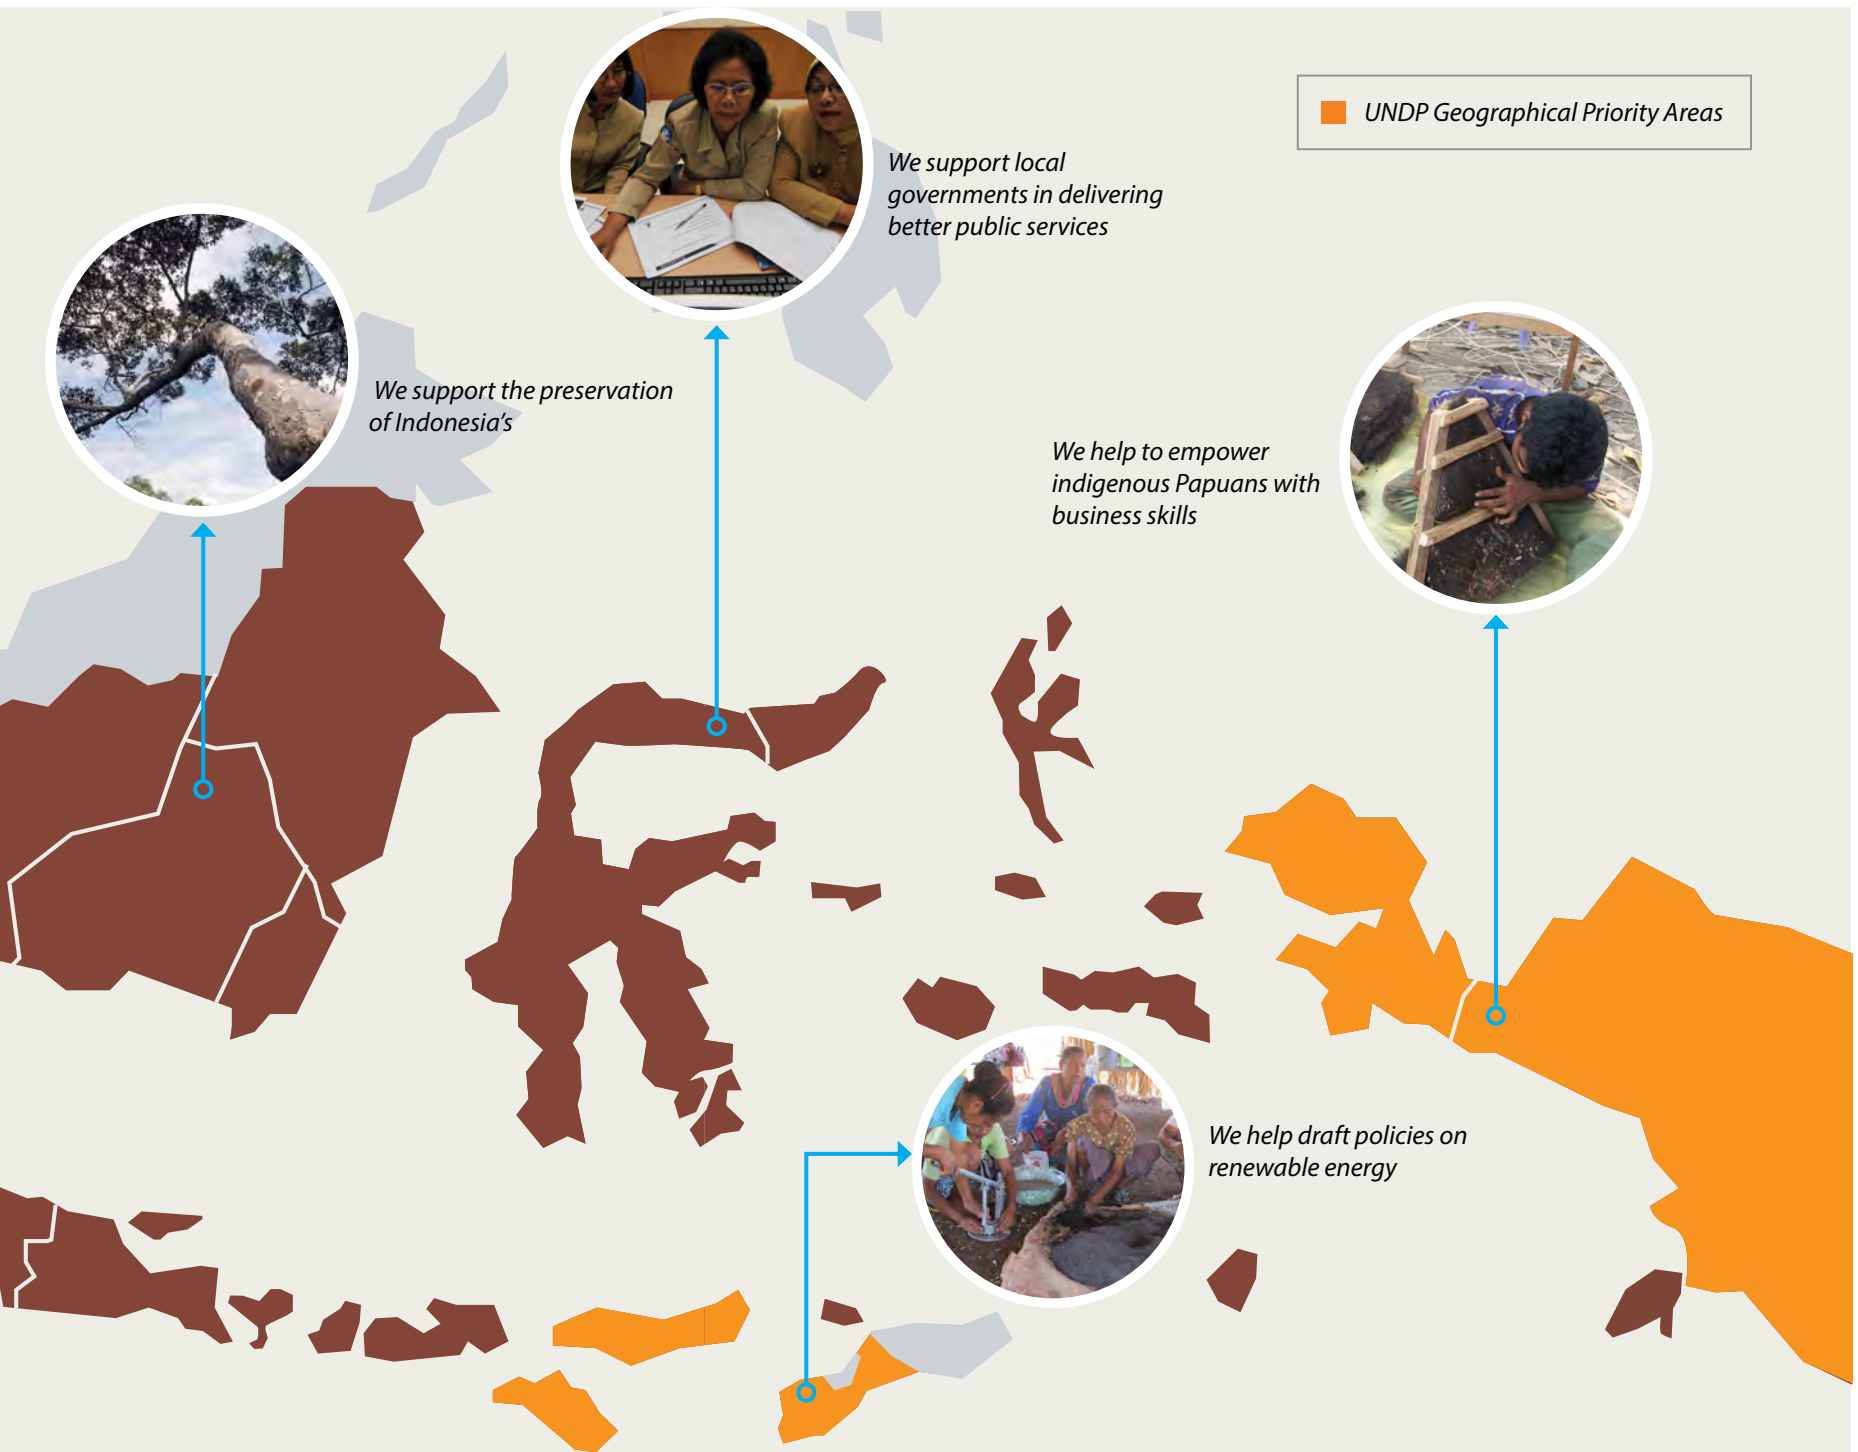 UNDP Geographical Priority Areas
We support local
governments in delivering
better public services
We support the preservation
of Indonesia's
We help to empower
indigenous Papuans with
business skills
We help draft policies on
renewable energy